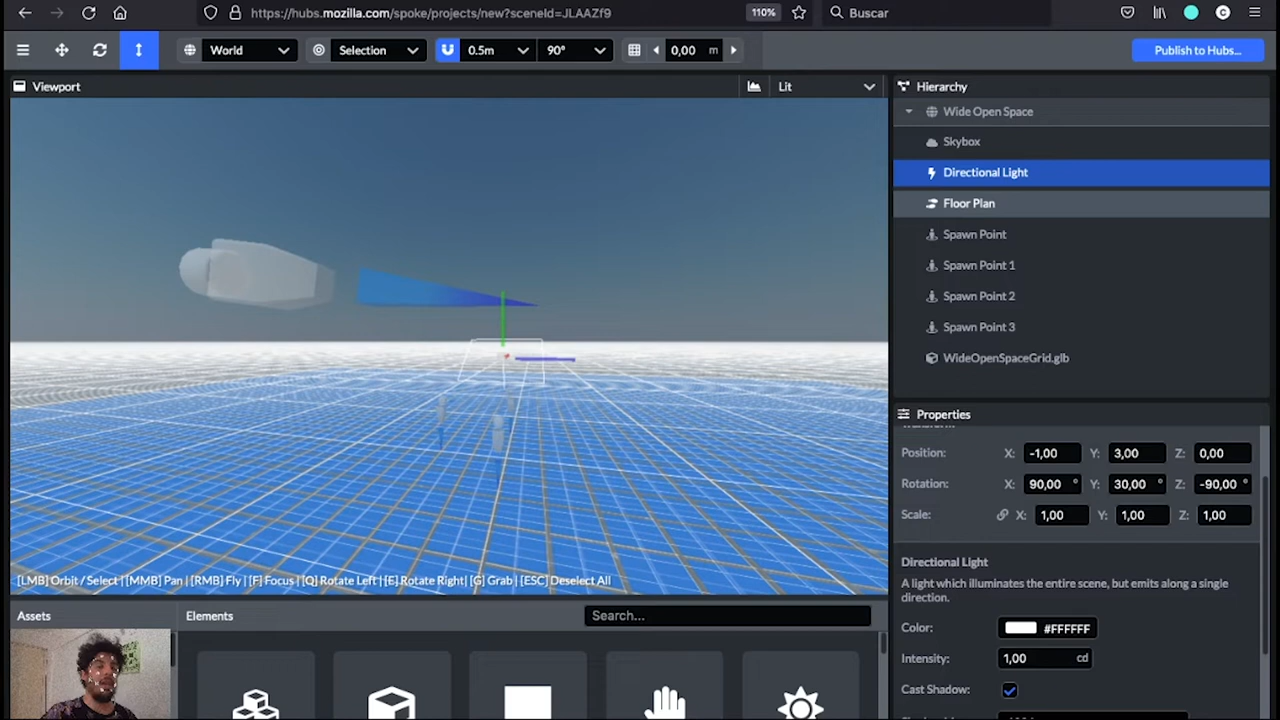 https://hubs.mozilla.com/spoke/projects/new?sceneId=JLAAZf9
110%
Buscar
World
Selection
0.5m
90°
0,00 m
Publish to Hubs...
Viewport
Lit
Hierarchy
Wide Open Space
Skybox
Directional Light
Floor Plan
Spawn Point
Spawn Point 1
Spawn Point 2
Spawn Point 3
WideOpenSpaceGrid.glb
Properties
Position: X: -1,00 Y: 3,00 Z: 0,00
Rotation: X: 90,00 ° Y: 30,00 ° Z: -90,00 °
Scale: X: 1,00 Y: 1,00 Z: 1,00
Directional Light
A light which illuminates the entire scene, but emits along a single
direction.
Color: #FFFFFF
Intensity: 1,00 cd
Cast Shadow:
[LMB] Orbit / Select | [MMB] Pan | [RMB] Fly | [F] Focus | [Q] Rotate Left | [E] Rotate Right | [G] Grab | [ESC] Deselect All
Assets
Elements
Search...